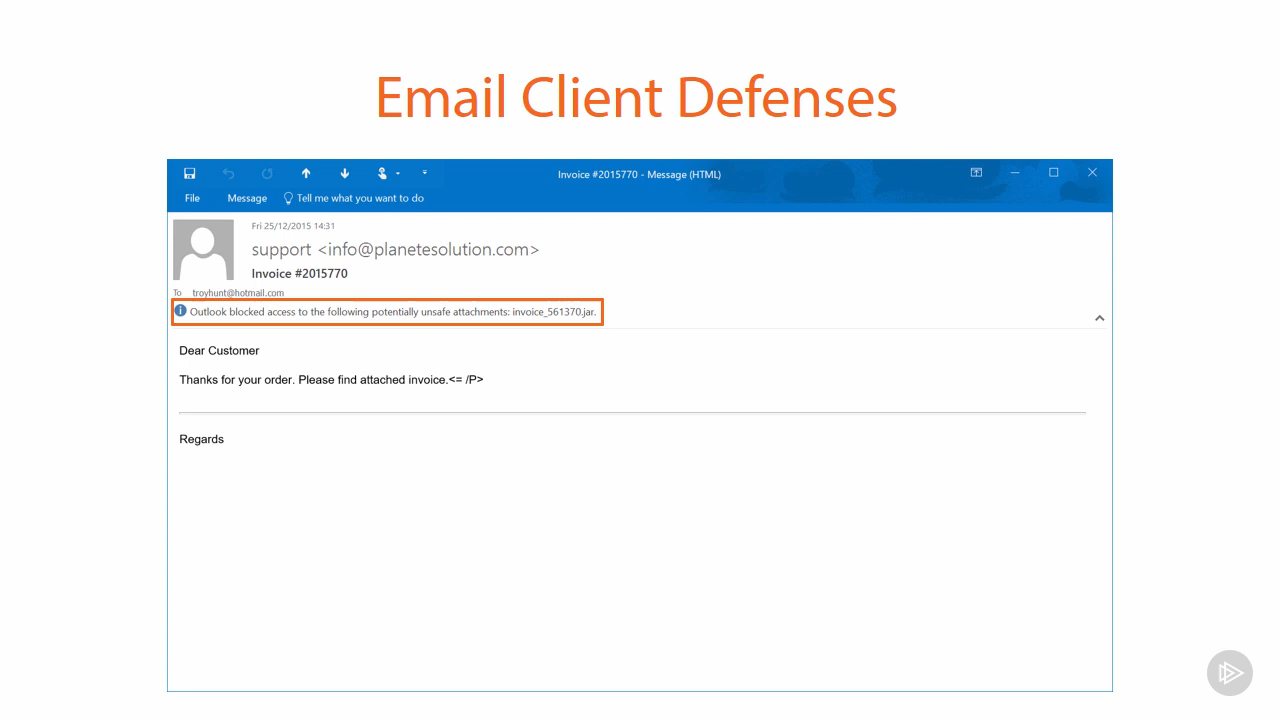 Email Client Defenses
Invoice #2015770 - Message (HTML)
File Message Tell me what you want to do
Fri 25/12/2015 14:31
support <info@planetesolution.com>
Invoice #2015770
To troyhunt@hotmail.com
Outlook blocked access to the following potentially unsafe attachments: invoice_561370.jar.
Dear Customer
Thanks for your order. Please find attached invoice.<= /P>
Regards